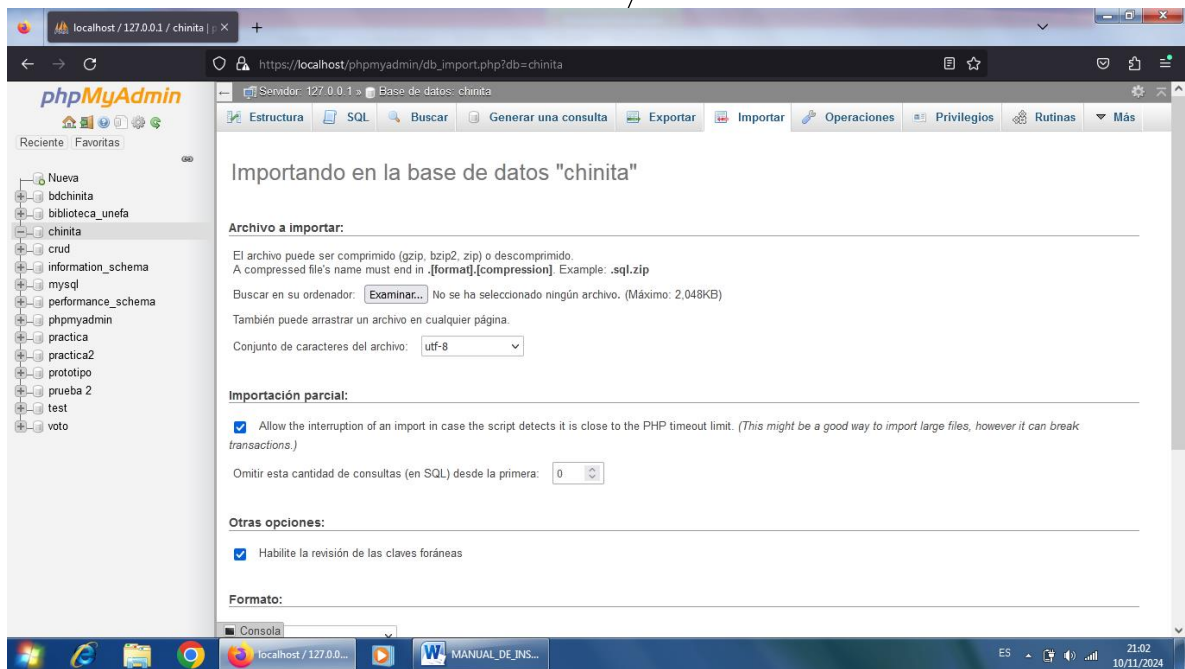 localhost / 127.0.0.1 / chinita | p
https://localhost/phpmyadmin/db_import.php?db=chinita
phpMyAdmin
Reciente Favoritas
Nueva
bdchinita
biblioteca_unefa
chinita
crud
information_schema
mysql
performance_schema
phpmyadmin
practica
practica2
prototipo
prueba 2
test
voto
Servidor: 127.0.0.1 » Base de datos: chinita
Estructura SQL Buscar Generar una consulta Exportar Importar Operaciones Privilegios Rutinas Más
Importando en la base de datos "chinita"
Archivo a importar:
El archivo puede ser comprimido (gzip, bzip2, zip) o descomprimido.
A compressed file's name must end in .[format].[compression]. Example: .sql.zip
Buscar en su ordenador: Examinar... No se ha seleccionado ningún archivo. (Máximo: 2,048KB)
También puede arrastrar un archivo en cualquier página.
Conjunto de caracteres del archivo: utf-8
Importación parcial:
Allow the interruption of an import in case the script detects it is close to the PHP timeout limit. (This might be a good way to import large files, however it can break
transactions.)
Omitir esta cantidad de consultas (en SQL) desde la primera: 0
Otras opciones:
Habilite la revisión de las claves foráneas
Formato:
Consola
localhost / 127.0.0... MANUAL_DE_INS... ES 21:02
10/11/2024